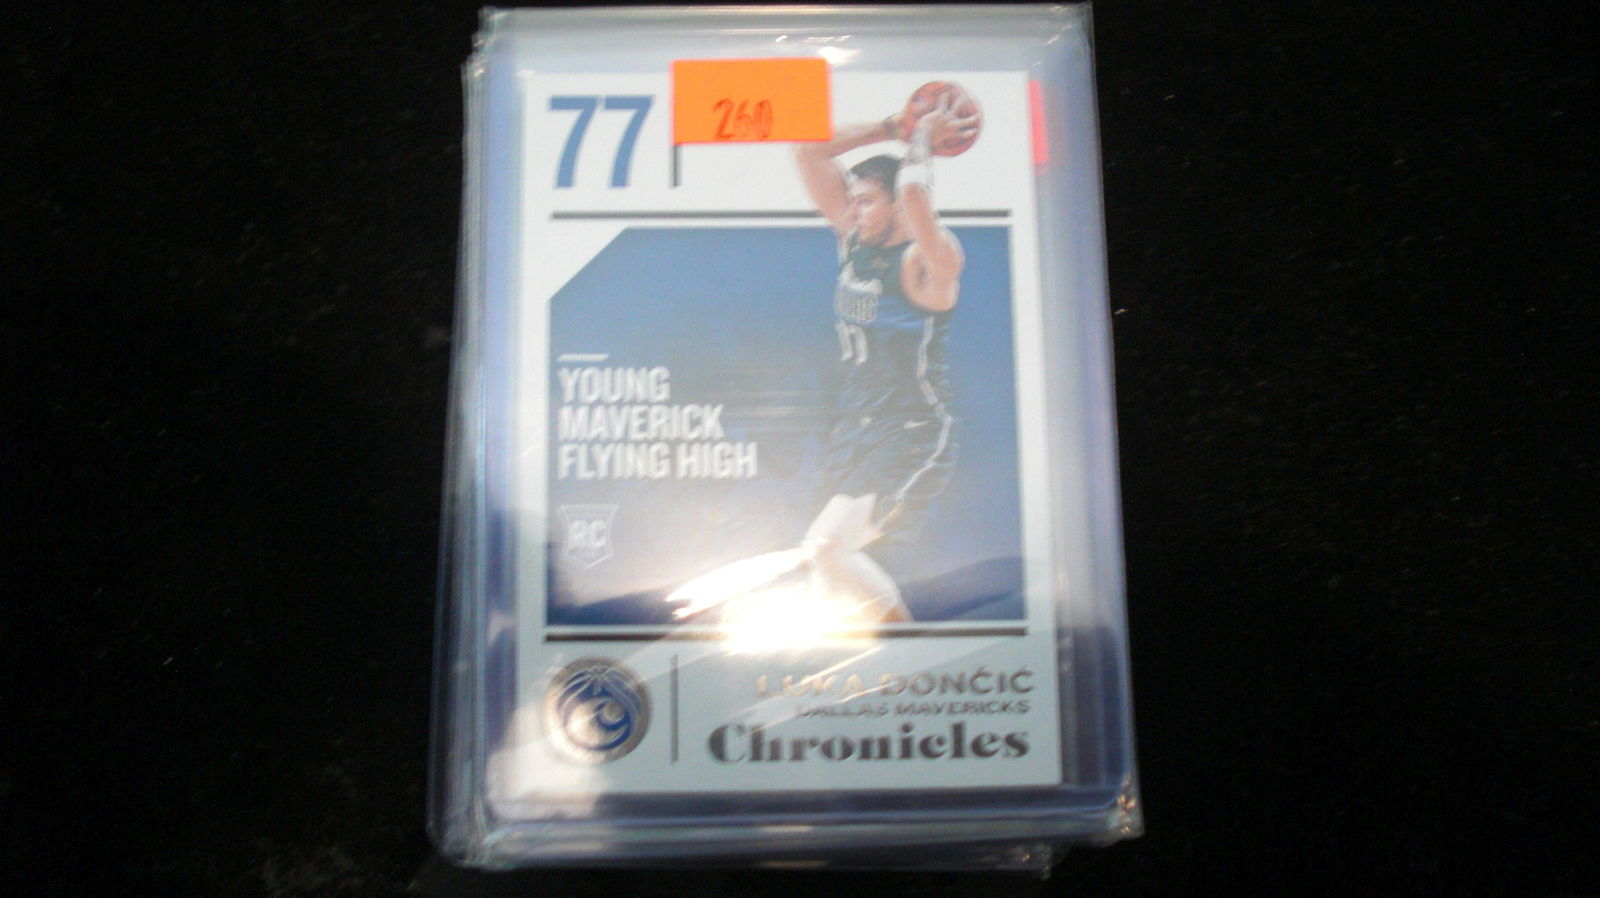 77
260
YOUNG
MAVERICK
FLYING HIGH
RC
LUKA DONČIĆ
DALLAS MAVERICKS
Chronicles